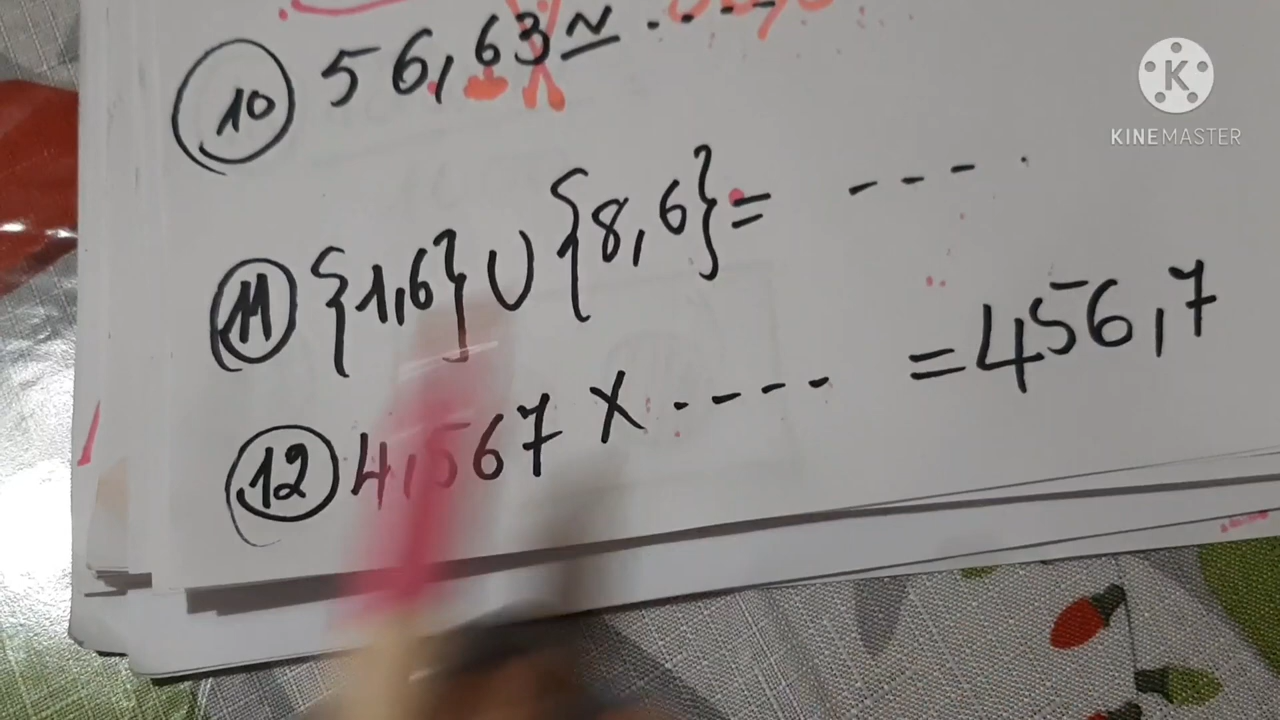 10 56,63 ≃ ....
11 {1,6} ∪ {8,6} = ----
12 4,567 × ---- = 456,7
KINEMASTER